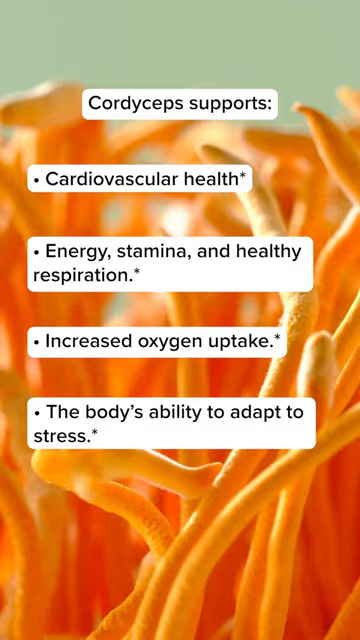 Cordyceps supports:
• Cardiovascular health*
• Energy, stamina, and healthy
respiration.*
• Increased oxygen uptake.*
• The body’s ability to adapt to
stress.*